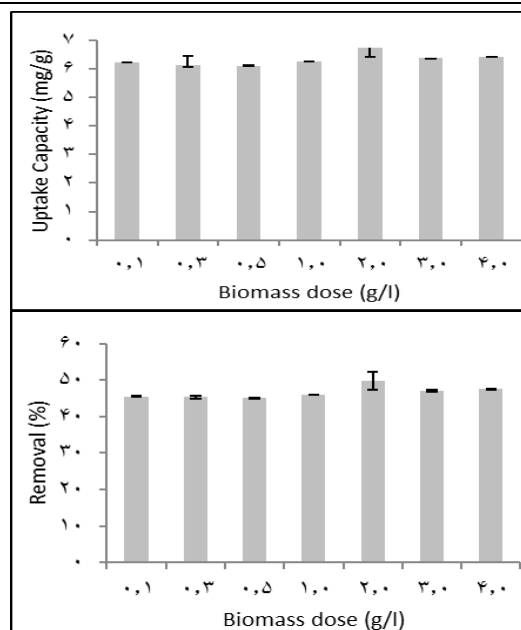 Uptake Capacity (mg/g)
۷
۶
۵
۴
۳
۲
۱
۰
۰,۱ ۰,۳ ۰,۵ ۱,۰ ۲,۰ ۳,۰ ۴,۰
Biomass dose (g/l)
Removal (%)
۶۰
۵۰
۴۰
۳۰
۲۰
۱۰
۰
۰,۱ ۰,۳ ۰,۵ ۱,۰ ۲,۰ ۳,۰ ۴,۰
Biomass dose (g/l)